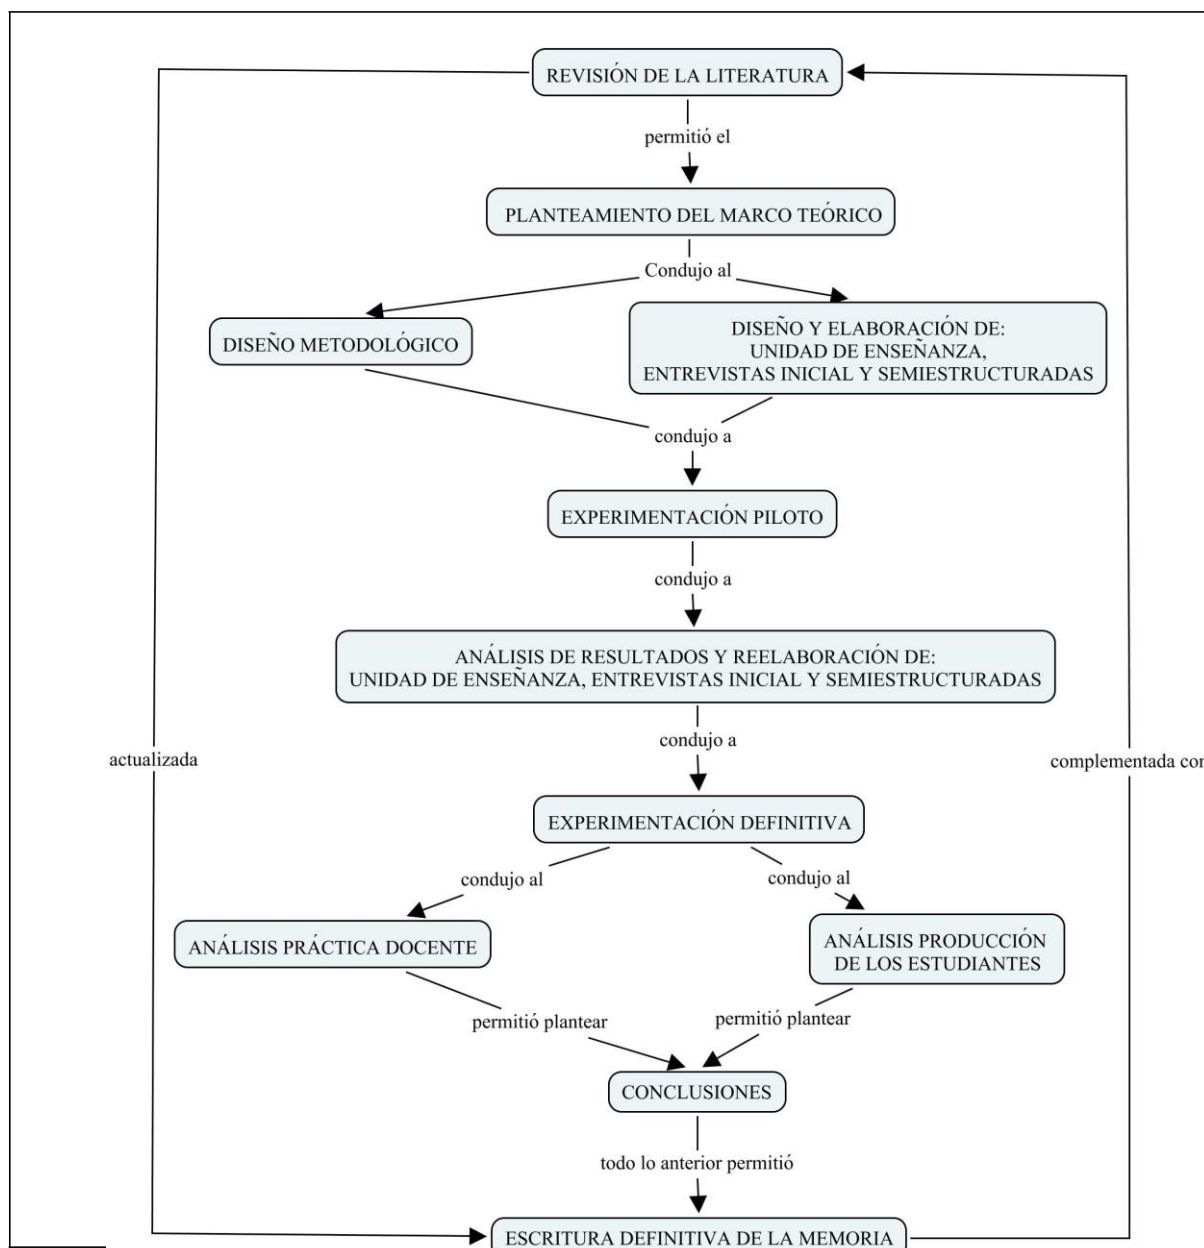 REVISIÓN DE LA LITERATURA
permitió el
PLANTEAMIENTO DEL MARCO TEÓRICO
Condujo al
DISEÑO METODOLÓGICO
DISEÑO Y ELABORACIÓN DE:
UNIDAD DE ENSEÑANZA,
ENTREVISTAS INICIAL Y SEMIESTRUCTURADAS
condujo a
EXPERIMENTACIÓN PILOTO
condujo a
ANÁLISIS DE RESULTADOS Y REELABORACIÓN DE:
UNIDAD DE ENSEÑANZA, ENTREVISTAS INICIAL Y SEMIESTRUCTURADAS
condujo a
actualizada
complementada con
EXPERIMENTACIÓN DEFINITIVA
condujo al
condujo al
ANÁLISIS PRÁCTICA DOCENTE
ANÁLISIS PRODUCCIÓN
DE LOS ESTUDIANTES
permitió plantear
permitió plantear
CONCLUSIONES
todo lo anterior permitió
ESCRITURA DEFINITIVA DE LA MEMORIA